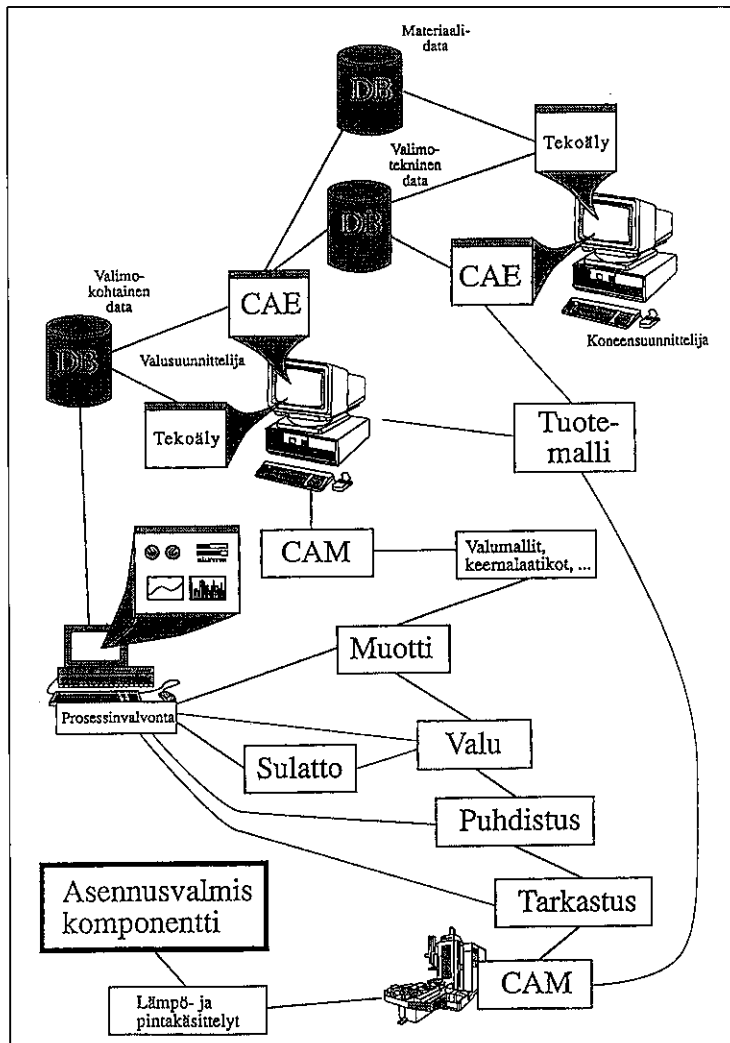 Materiaali-
data
DB
Tekoäly
Valimo-
tekninen
data
DB
CAE
Koneensuunnittelija
Valimo-
kohtainen
data
DB
CAE
Valusuunnittelija
Tekoäly
Tuote-
malli
CAM
Valumallit,
keernalaatikot, ...
Muotti
Prosessinvalvonta
Valu
Sulatto
Puhdistus
Asennusvalmis
komponentti
Tarkastus
CAM
Lämpö- ja
pintakäsittelyt